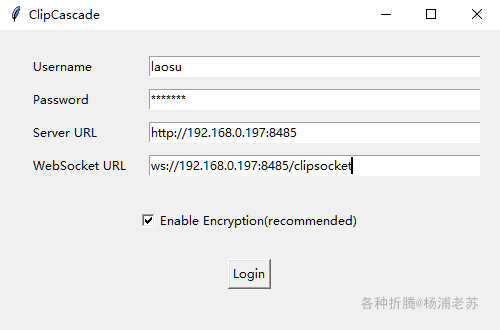 ClipCascade
Username laosu
Password *******
Server URL http://192.168.0.197:8485
WebSocket URL ws://192.168.0.197:8485/clipsocket
Enable Encryption(recommended)
Login
各种折腾@杨浦老苏